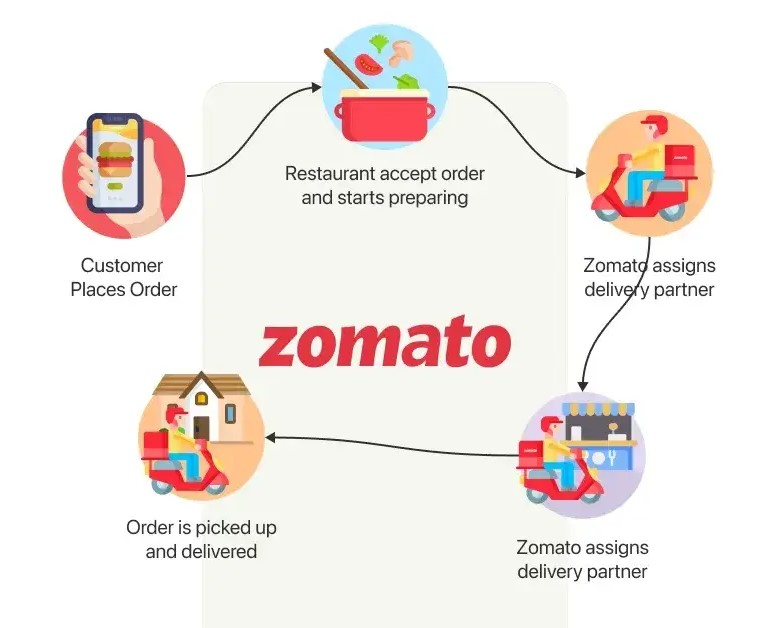 Restaurant accept order
and starts preparing
Customer
Places Order
Zomato assigns
delivery partner
zomato
Order is picked up
and delivered
Zomato assigns
delivery partner